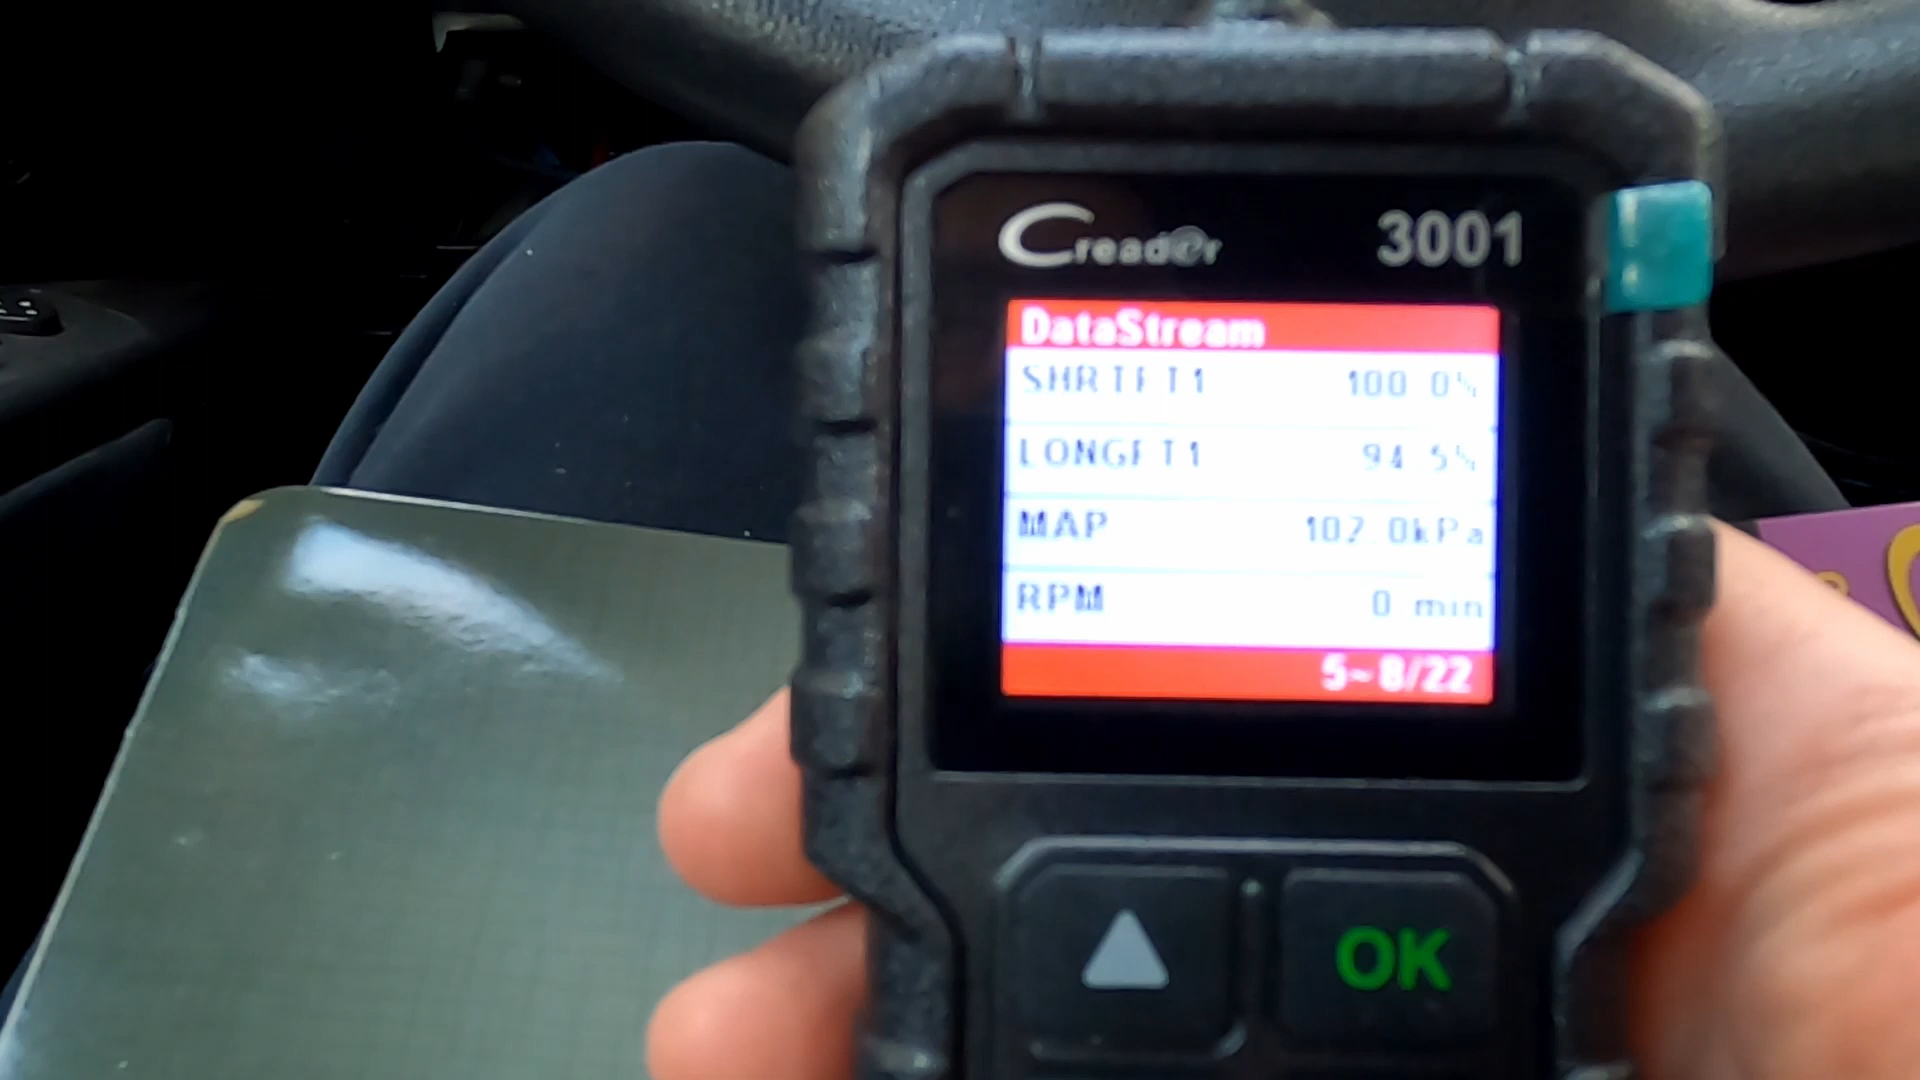 Creader 3001
DataStream
SHRTFT1 100.0%
LONGFT1 94.5%
MAP 102.0kPa
RPM 0 min
5~8/22
OK